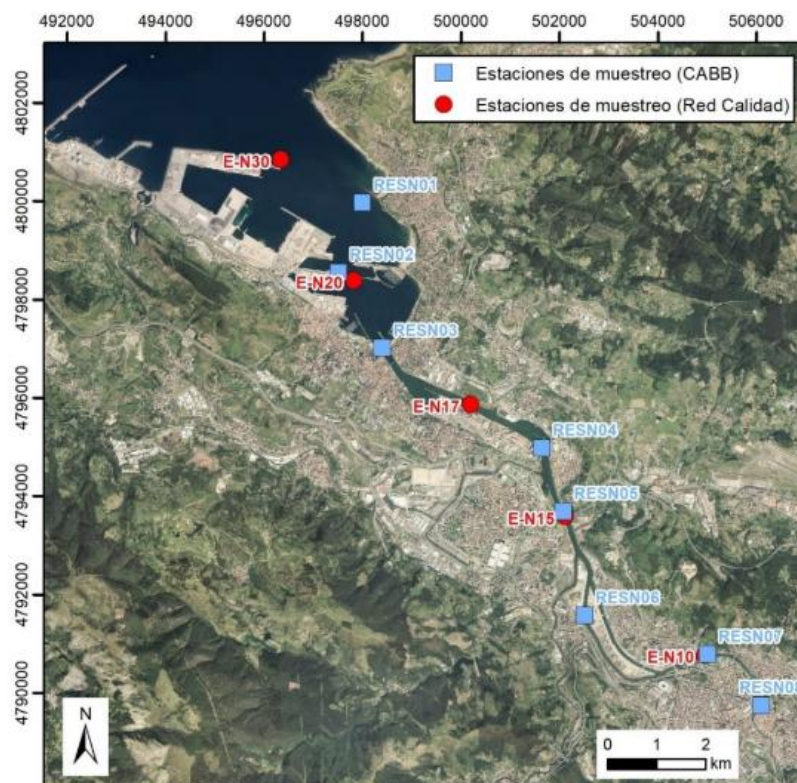 492000 494000 496000 498000 500000 502000 504000 506000
Estaciones de muestreo (CABB)
Estaciones de muestreo (Red Calidad)
4802000
4800000
4798000
4796000
4794000
4792000
4790000
E-N30
RESN01
RESN02
E-N20
RESN03
E-N17
RESN04
RESN05
E-N15
RESN06
RESN07
E-N10
RESN08
N
0 1 2
km